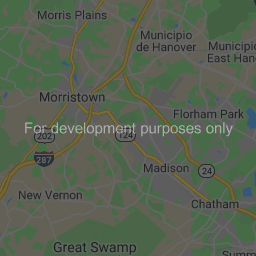 Morris Plains
Municipio
de Hanover
Municipio
East Hano
Morristown
Florham Park
For development purposes only
202
124
287
Madison
24
New Vernon
Chatham
Great Swamp
Summ